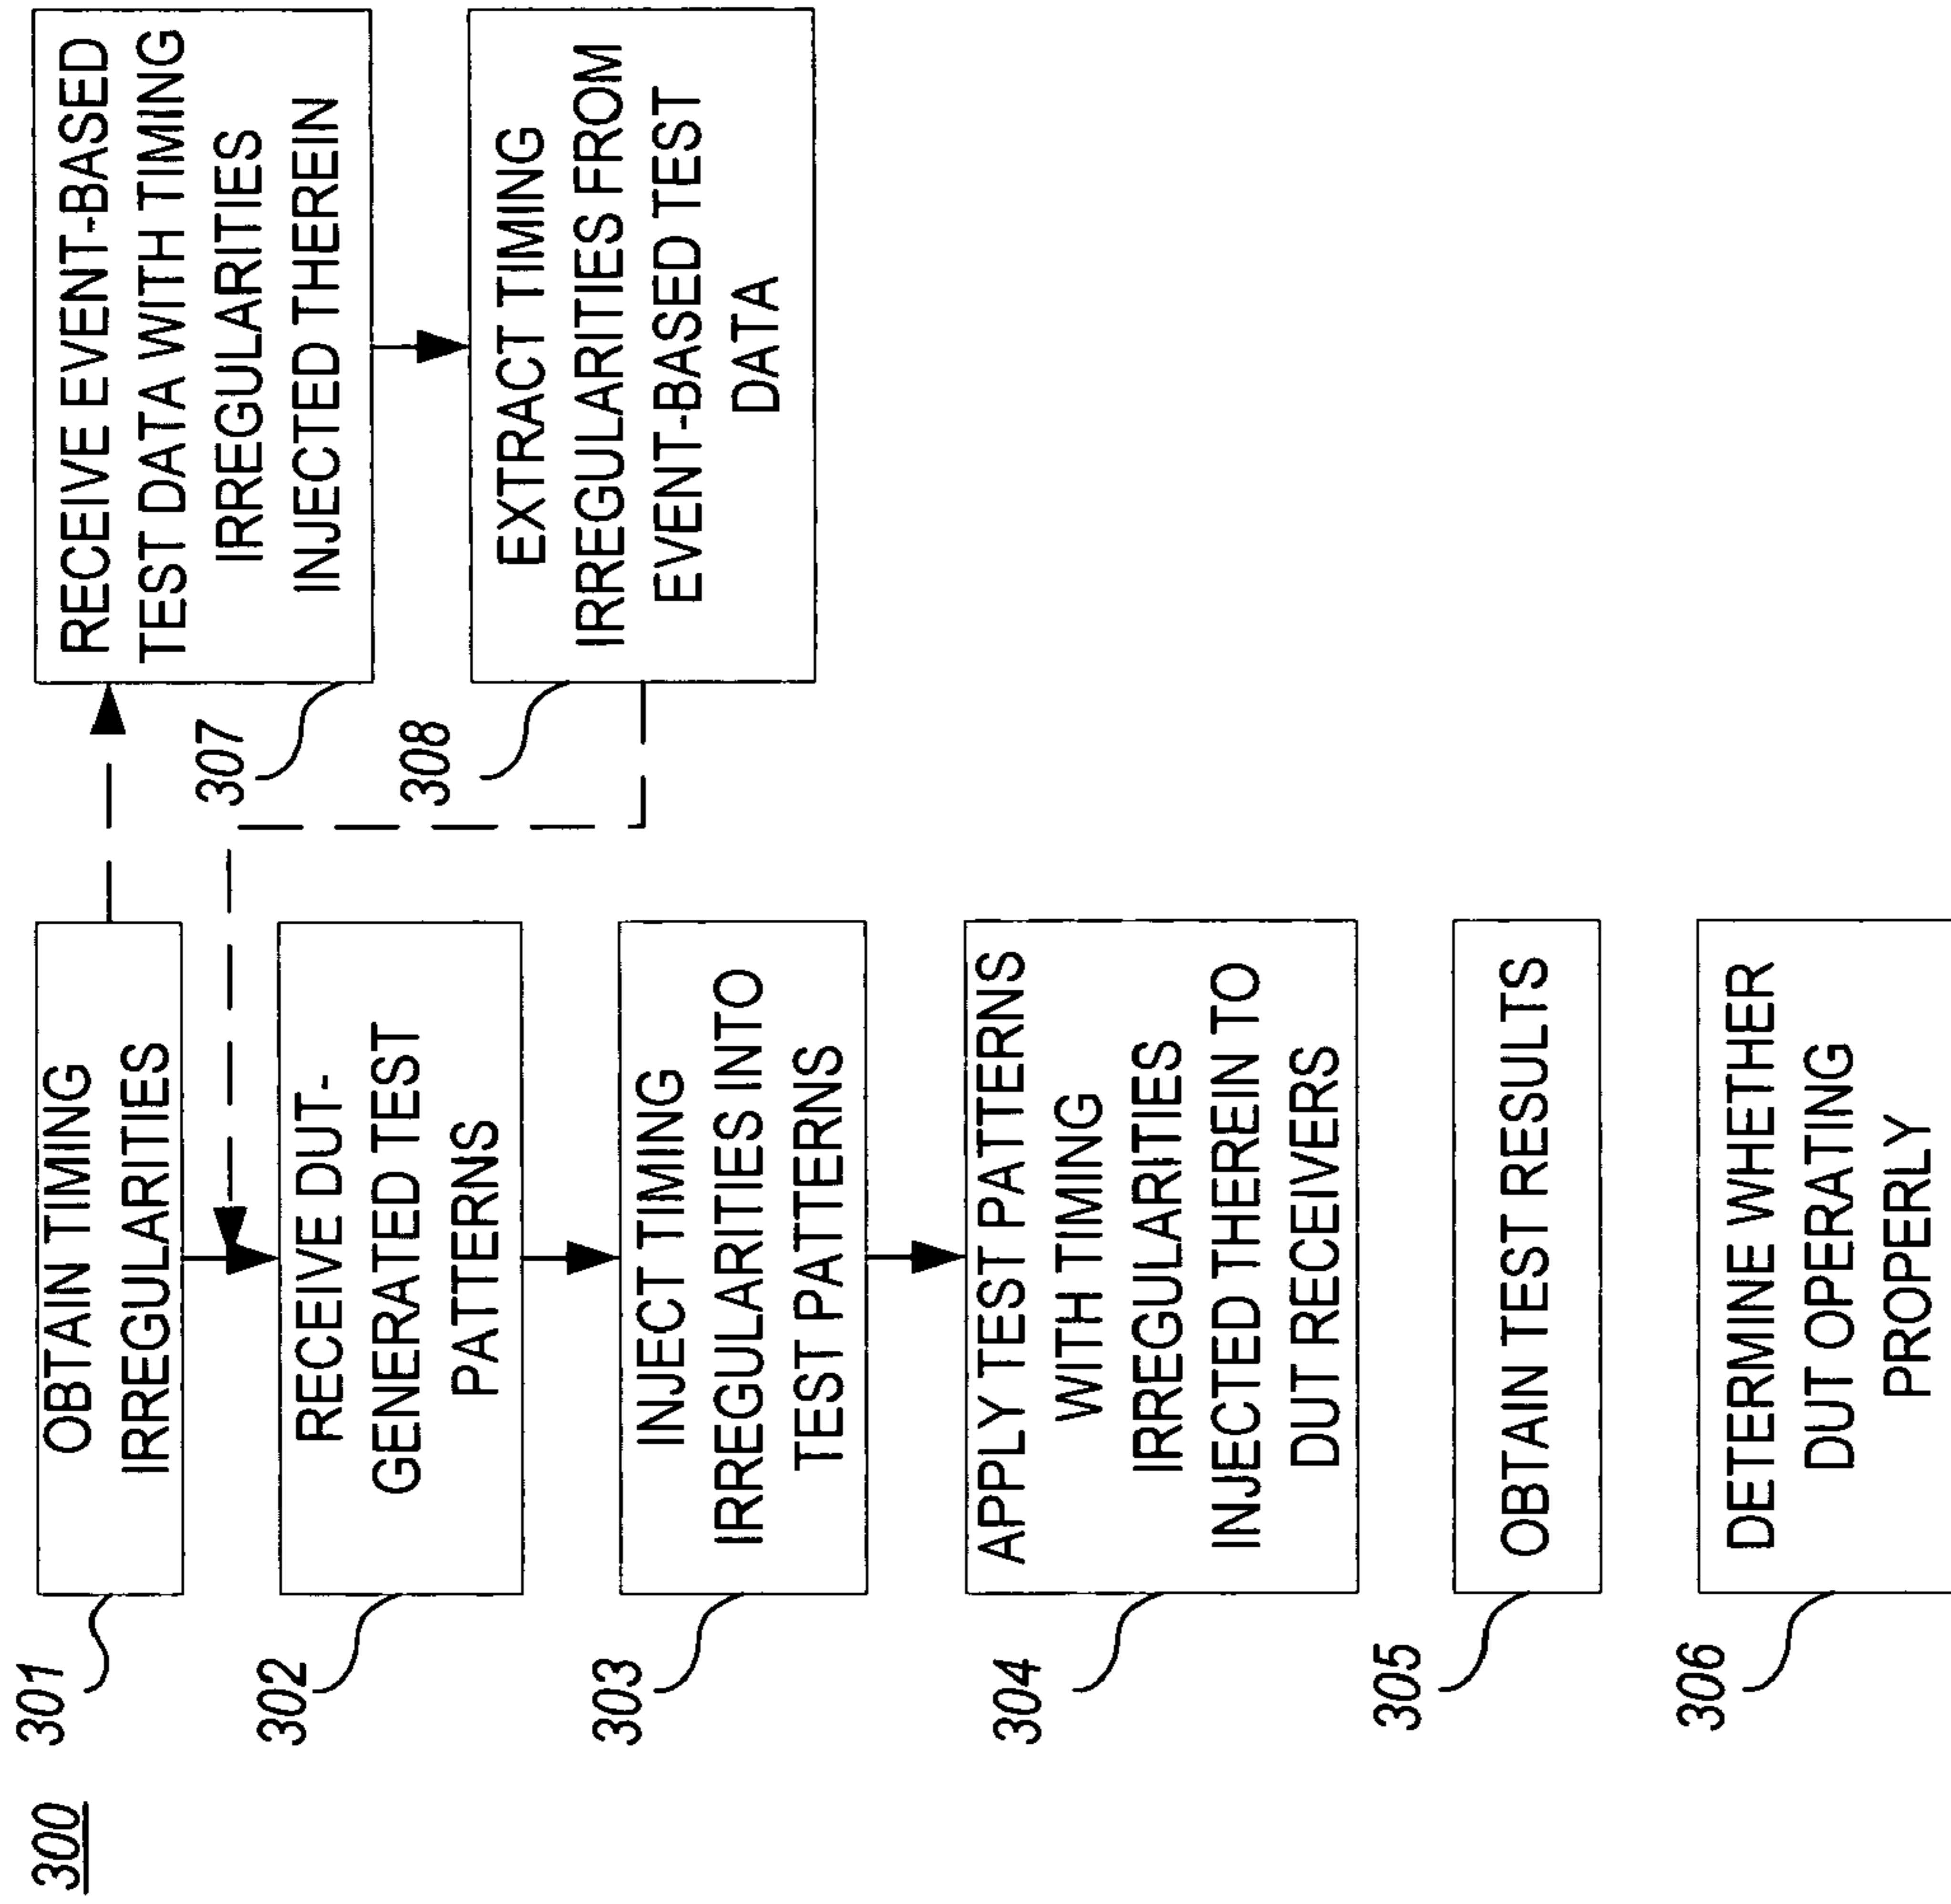 300
301
OBTAIN TIMING
IRREGULARITIES
302
RECEIVE DUT-
GENERATED TEST
PATTERNS
303
INJECT TIMING
IRREGULARITIES INTO
TEST PATTERNS
304
APPLY TEST PATTERNS
WITH TIMING
IRREGULARITIES
INJECTED THEREIN TO
DUT RECEIVERS
305
OBTAIN TEST RESULTS
306
DETERMINE WHETHER
DUT OPERATING
PROPERLY
307
RECEIVE EVENT-BASED
TEST DATA WITH TIMING
IRREGULARITIES
INJECTED THEREIN
308
EXTRACT TIMING
IRREGULARITIES FROM
EVENT-BASED TEST
DATA